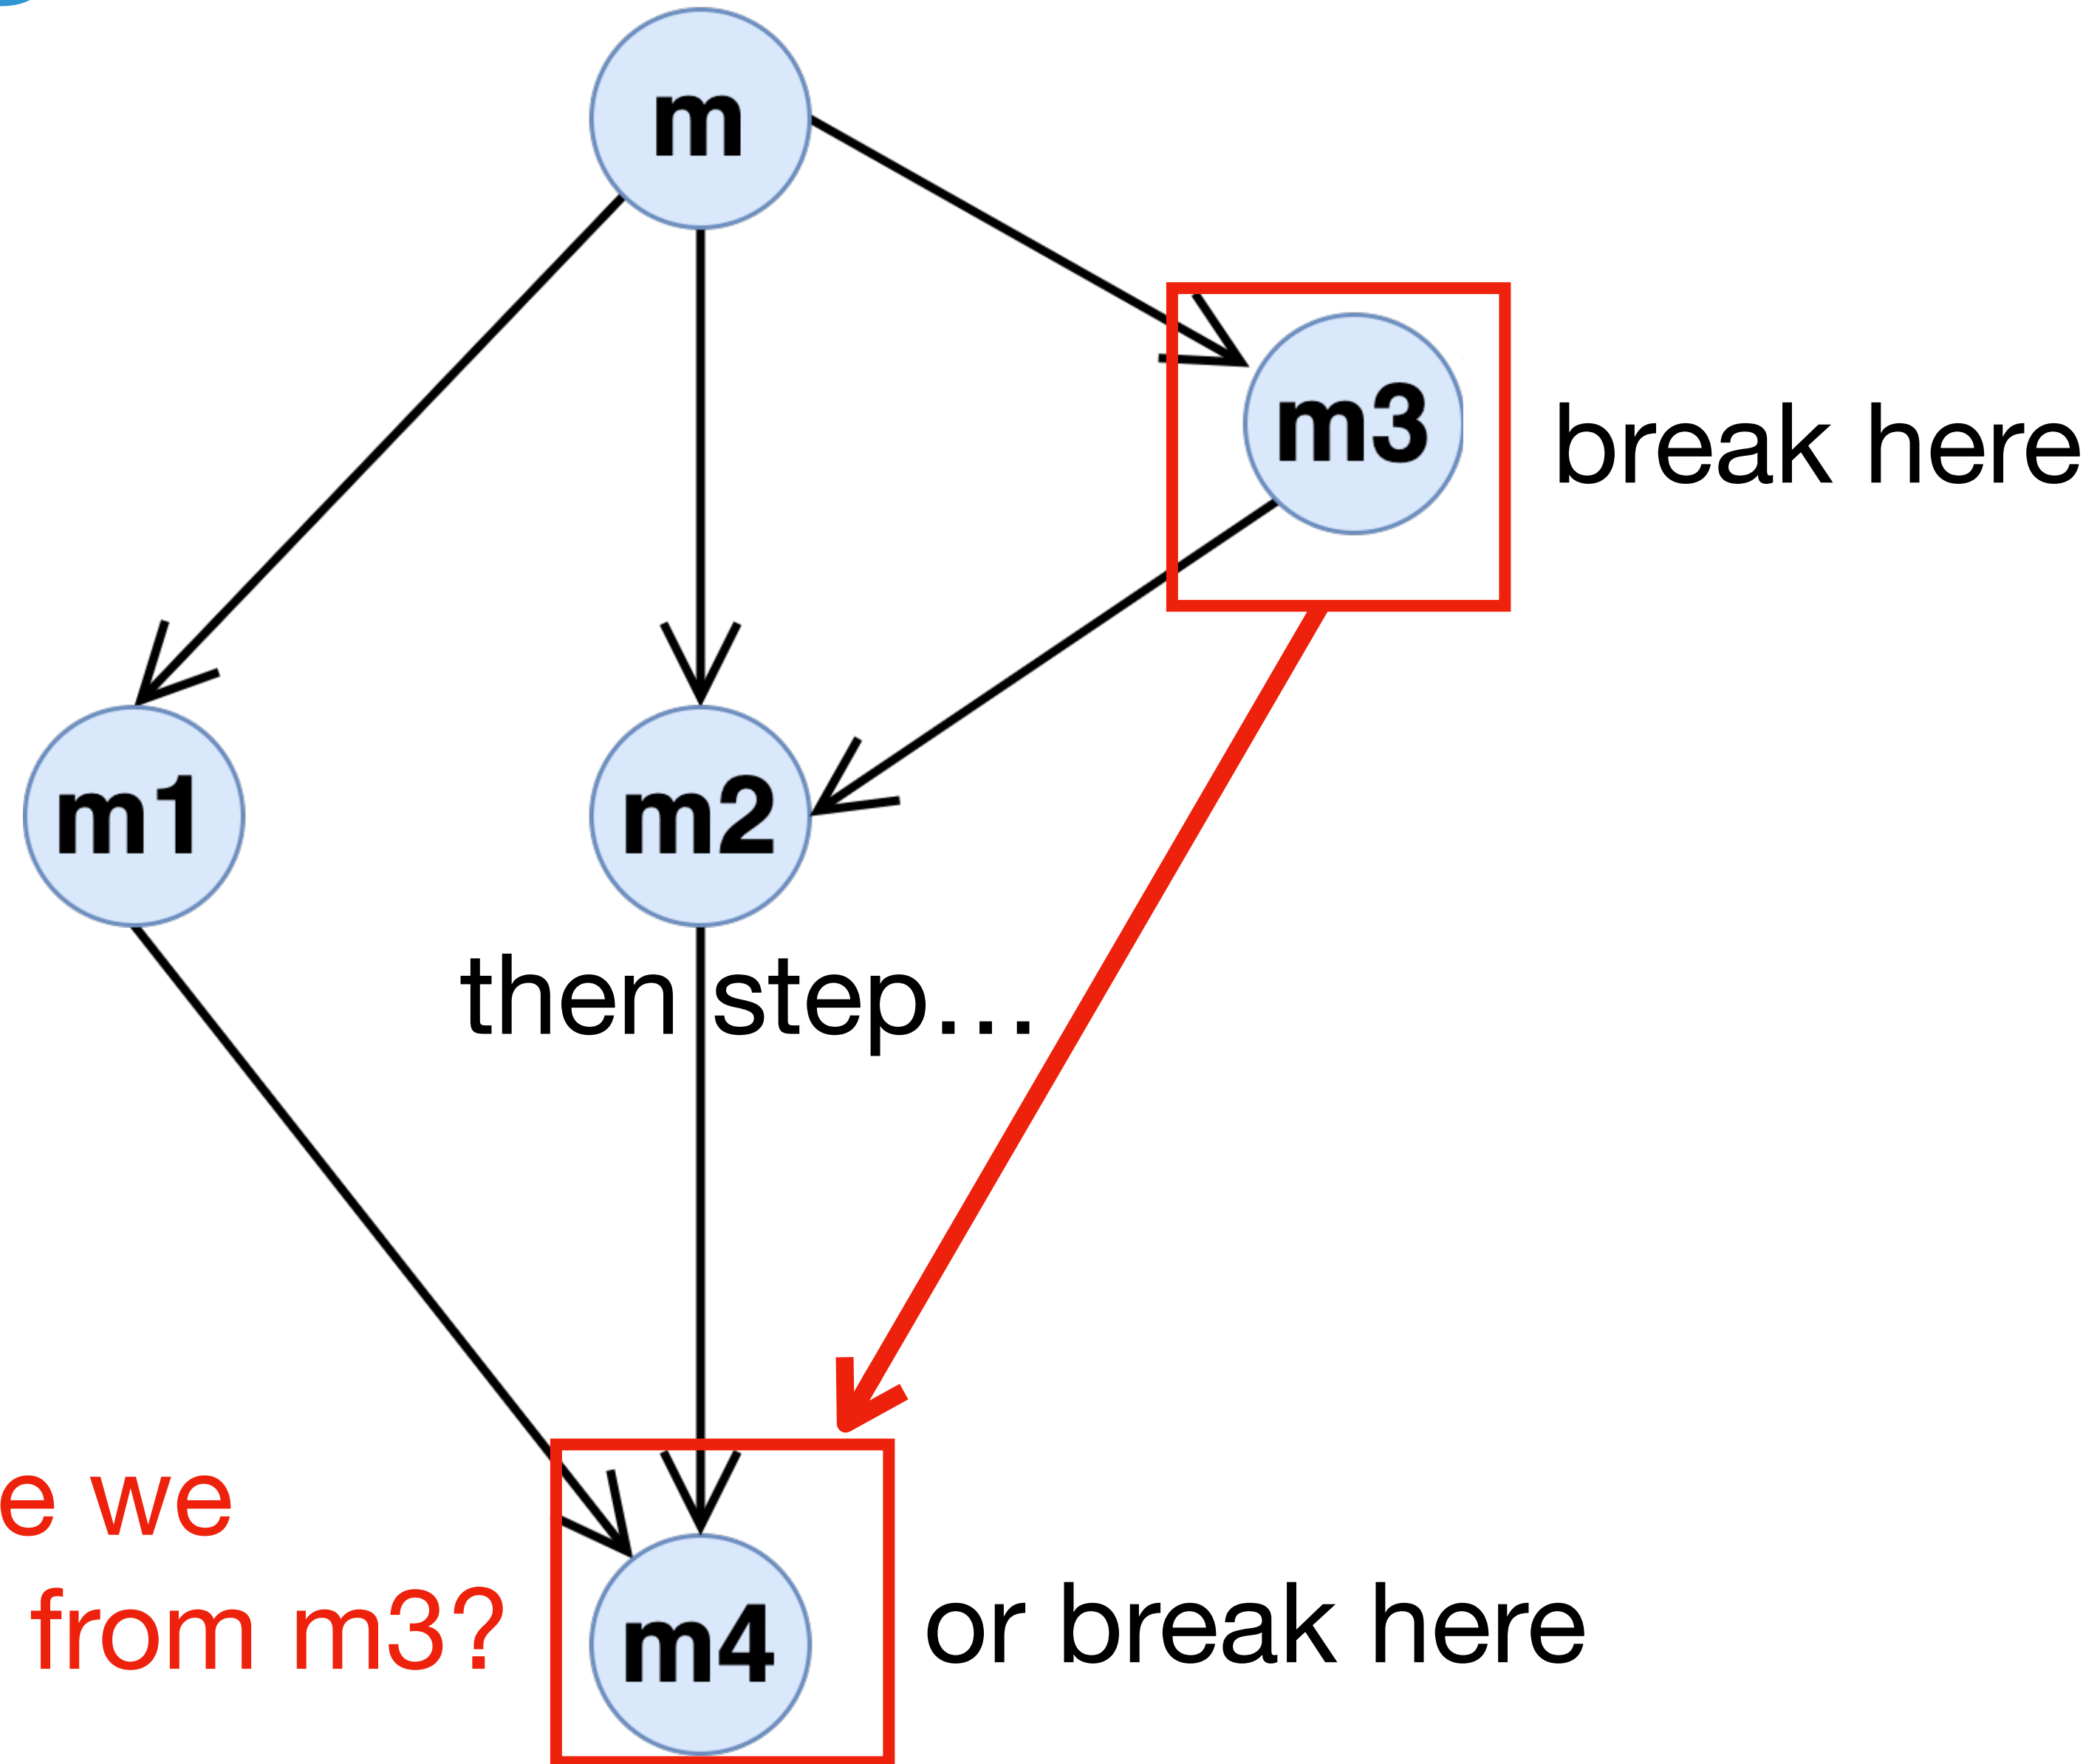 m
m3
break here
m1
m2
then step...
e we
from m3?
m4
or break here